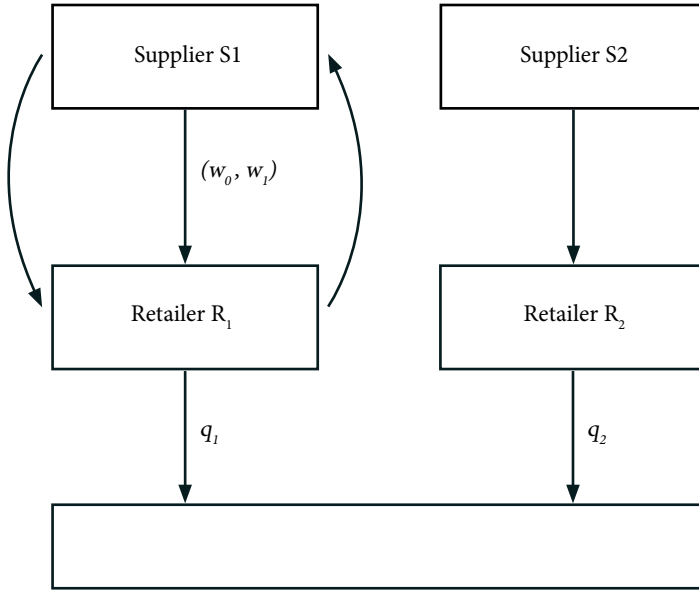 Supplier S1 Supplier S2
(w₀, w₁)
Retailer R₁ Retailer R₂
q₁ q₂